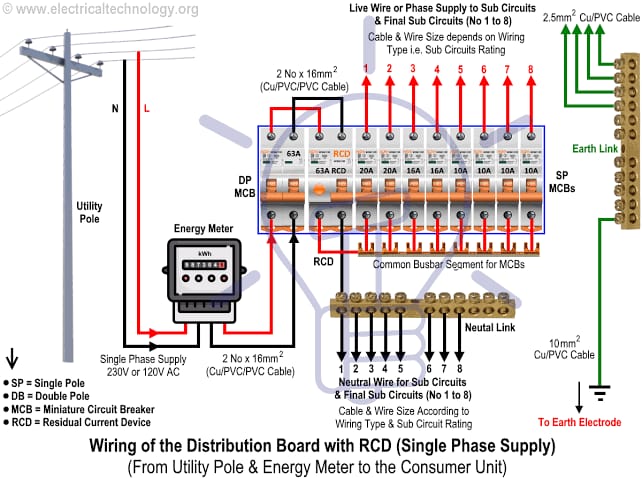 © www.electricaltechnology.org
Live Wire or Phase Supply to Sub Circuits
& Final Sub Circuits (No 1 to 8)
Cable & Wire Size depends on Wiring
Type i.e. Sub Circuits Rating
2.5mm² Cu/PVC Cable
2 No x 16mm²
(Cu/PVC/PVC Cable)
1 2 3 4 5 6 7 8
N
L
Earth Link
63A
RCD
63A RCD
20A 20A 16A 16A 10A 10A 10A 10A
DP
MCB
SP
MCBs
Utility
Pole
Energy Meter
kWh
RCD
Common Busbar Segment for MCBs
Neutal Link
Single Phase Supply
230V or 120V AC
2 No x 16mm²
(Cu/PVC/PVC Cable)
10mm²
Cu/PVC Cable
1 2 3 4 5 6 7 8
Neutral Wire for Sub Circuits
& Final Sub Circuits (No 1 to 8)
Cable & Wire Size According to
Wiring Type & Sub Circuit Rating
To Earth Electrode
SP = Single Pole
DB = Double Pole
MCB = Miniature Circuit Breaker
RCD = Residual Current Device
Wiring of the Distribution Board with RCD (Single Phase Supply)
(From Utility Pole & Energy Meter to the Consumer Unit)